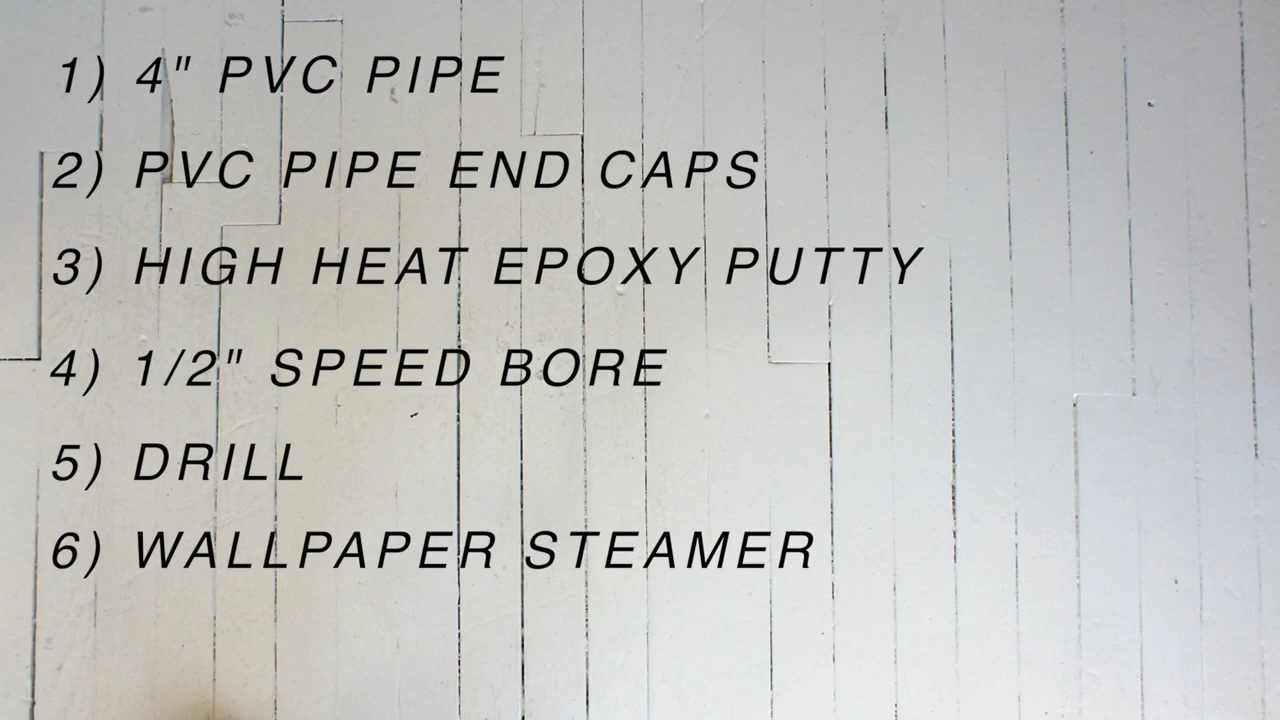 1) 4" PVC PIPE
2) PVC PIPE END CAPS
3) HIGH HEAT EPOXY PUTTY
4) 1/2" SPEED BORE
5) DRILL
6) WALLPAPER STEAMER